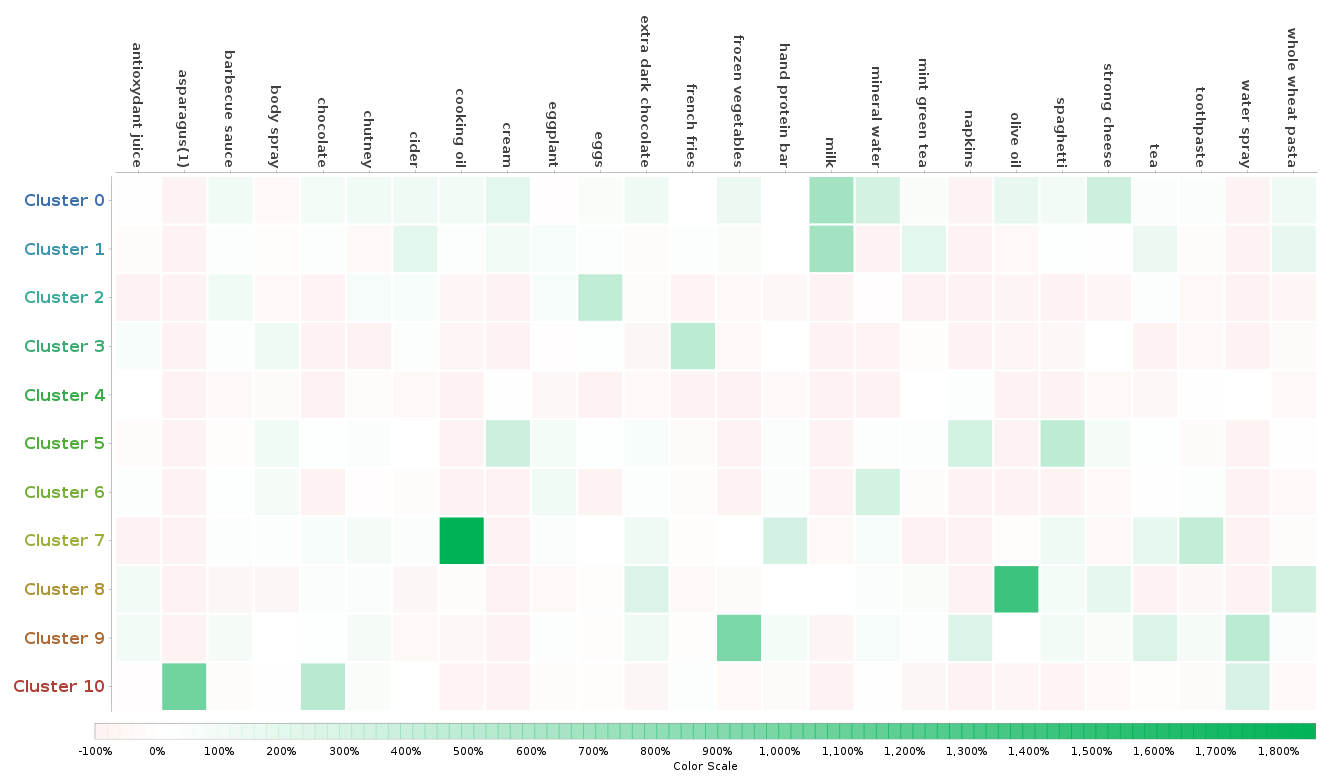 antioxydant juice
asparagus(1)
barbecue sauce
body spray
chocolate
chutney
cider
cooking oil
cream
eggplant
eggs
extra dark chocolate
french fries
frozen vegetables
hand protein bar
milk
mineral water
mint green tea
napkins
olive oil
spaghetti
strong cheese
tea
toothpaste
water spray
whole wheat pasta
Cluster 0
Cluster 1
Cluster 2
Cluster 3
Cluster 4
Cluster 5
Cluster 6
Cluster 7
Cluster 8
Cluster 9
Cluster 10
-100% 0% 100% 200% 300% 400% 500% 600% 700% 800% 900% 1,000% 1,100% 1,200% 1,300% 1,400% 1,500% 1,600% 1,700% 1,800%
Color Scale